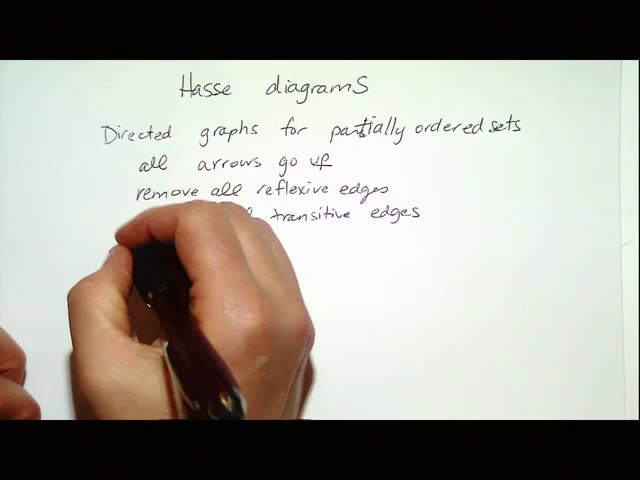 Hasse diagrams
Directed graphs for partially ordered sets
all arrows go up
remove all reflexive edges
transitive edges